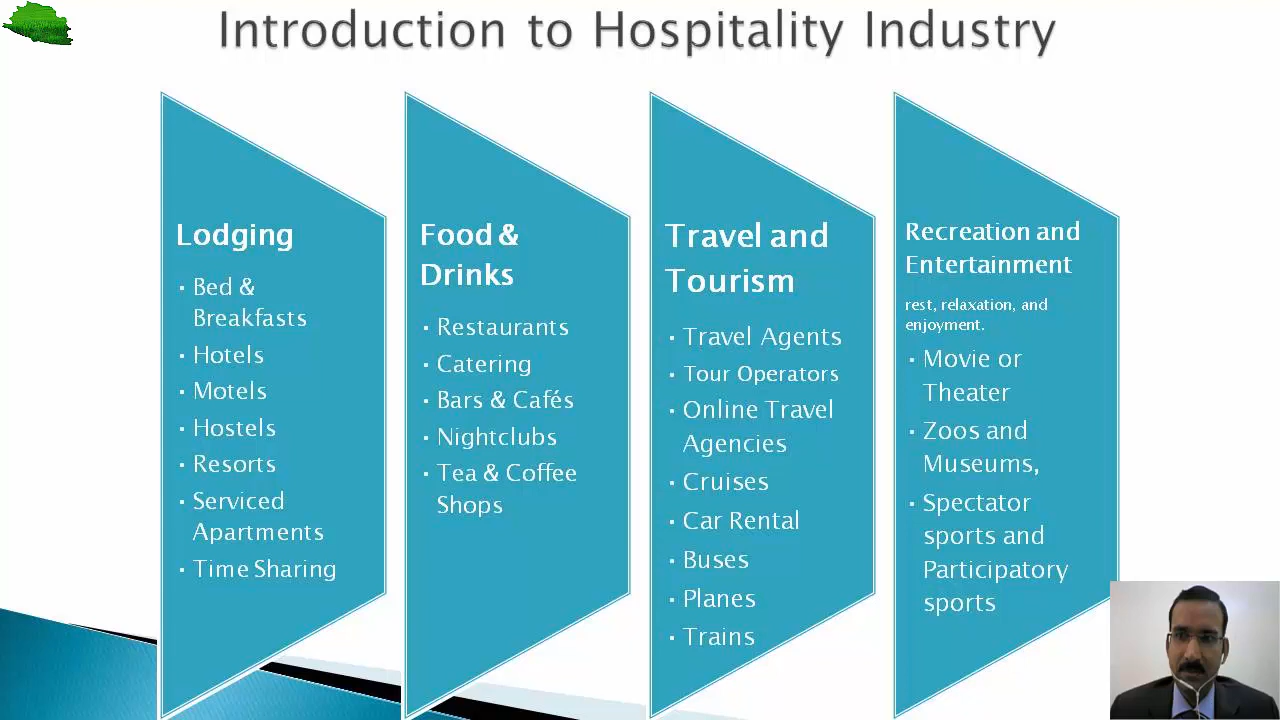 Introduction to Hospitality Industry
Lodging
• Bed &
Breakfasts
• Hotels
• Motels
• Hostels
• Resorts
• Serviced
Apartments
• Time Sharing
Food &
Drinks
• Restaurants
• Catering
• Bars & Cafés
• Nightclubs
• Tea & Coffee
Shops
Travel and
Tourism
• Travel Agents
• Tour Operators
• Online Travel
Agencies
• Cruises
• Car Rental
• Buses
• Planes
• Trains
Recreation and
Entertainment
rest, relaxation, and
enjoyment.
• Movie or
Theater
• Zoos and
Museums,
• Spectator
sports and
Participatory
sports